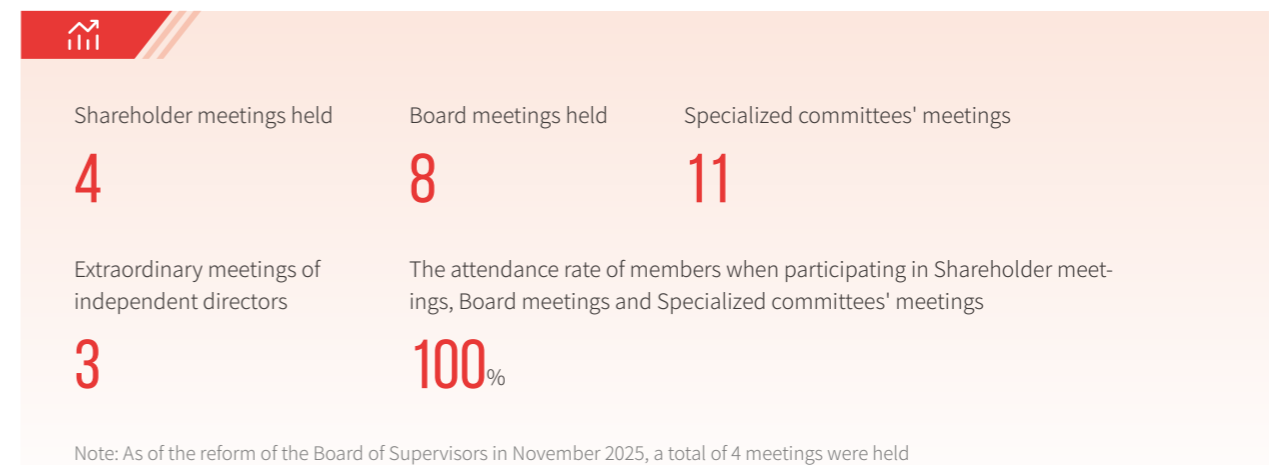 Shareholder meetings held
Board meetings held
Specialized committees' meetings
4
8
11
Extraordinary meetings of
independent directors
The attendance rate of members when participating in Shareholder meet-
ings, Board meetings and Specialized committees' meetings
3
100%
Note: As of the reform of the Board of Supervisors in November 2025, a total of 4 meetings were held